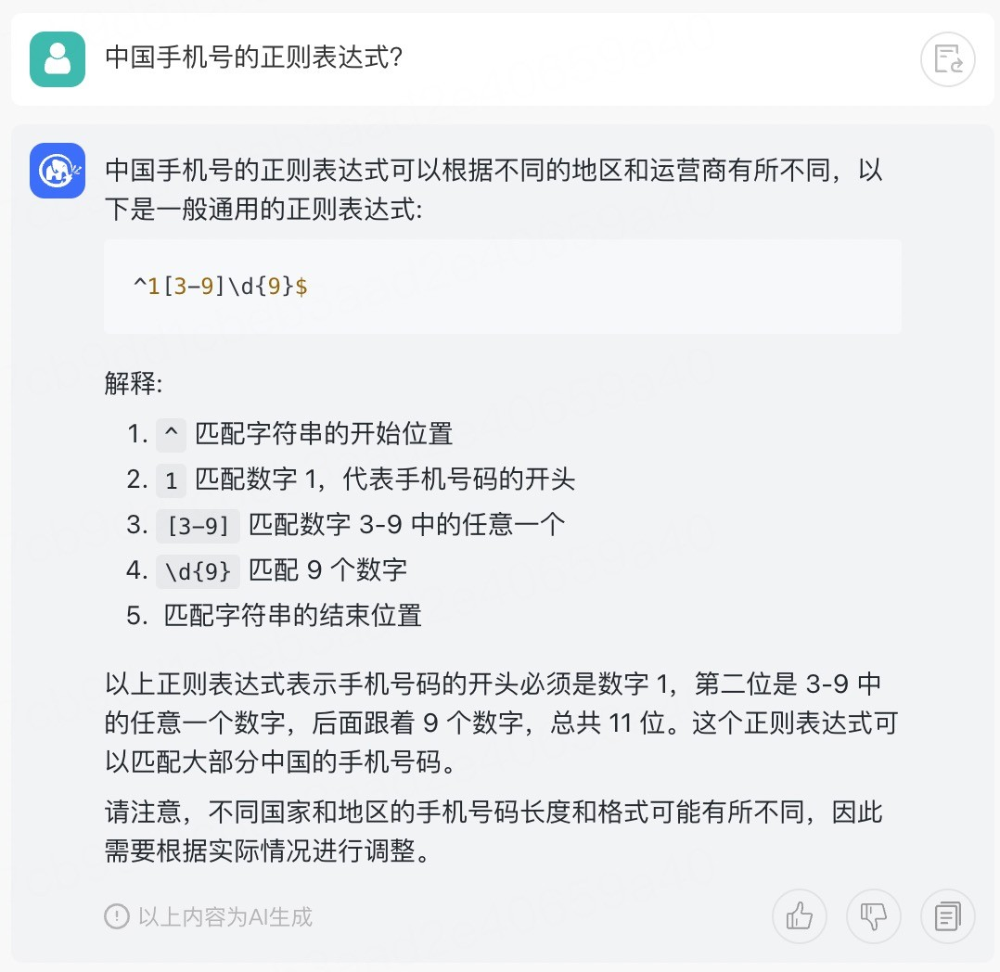 中国手机号的正则表达式?
中国手机号的正则表达式可以根据不同的地区和运营商有所不同，以
下是一般通用的正则表达式:
^1[3-9]\d{9}$
解释:
1. ^ 匹配字符串的开始位置
2. 1 匹配数字 1，代表手机号码的开头
3. [3-9] 匹配数字 3-9 中的任意一个
4. \d{9} 匹配 9 个数字
5. 匹配字符串的结束位置
以上正则表达式表示手机号码的开头必须是数字 1，第二位是 3-9 中
的任意一个数字，后面跟着 9 个数字，总共 11 位。这个正则表达式可
以匹配大部分中国的手机号码。
请注意，不同国家和地区的手机号码长度和格式可能有所不同，因此
需要根据实际情况进行调整。
以上内容为AI生成